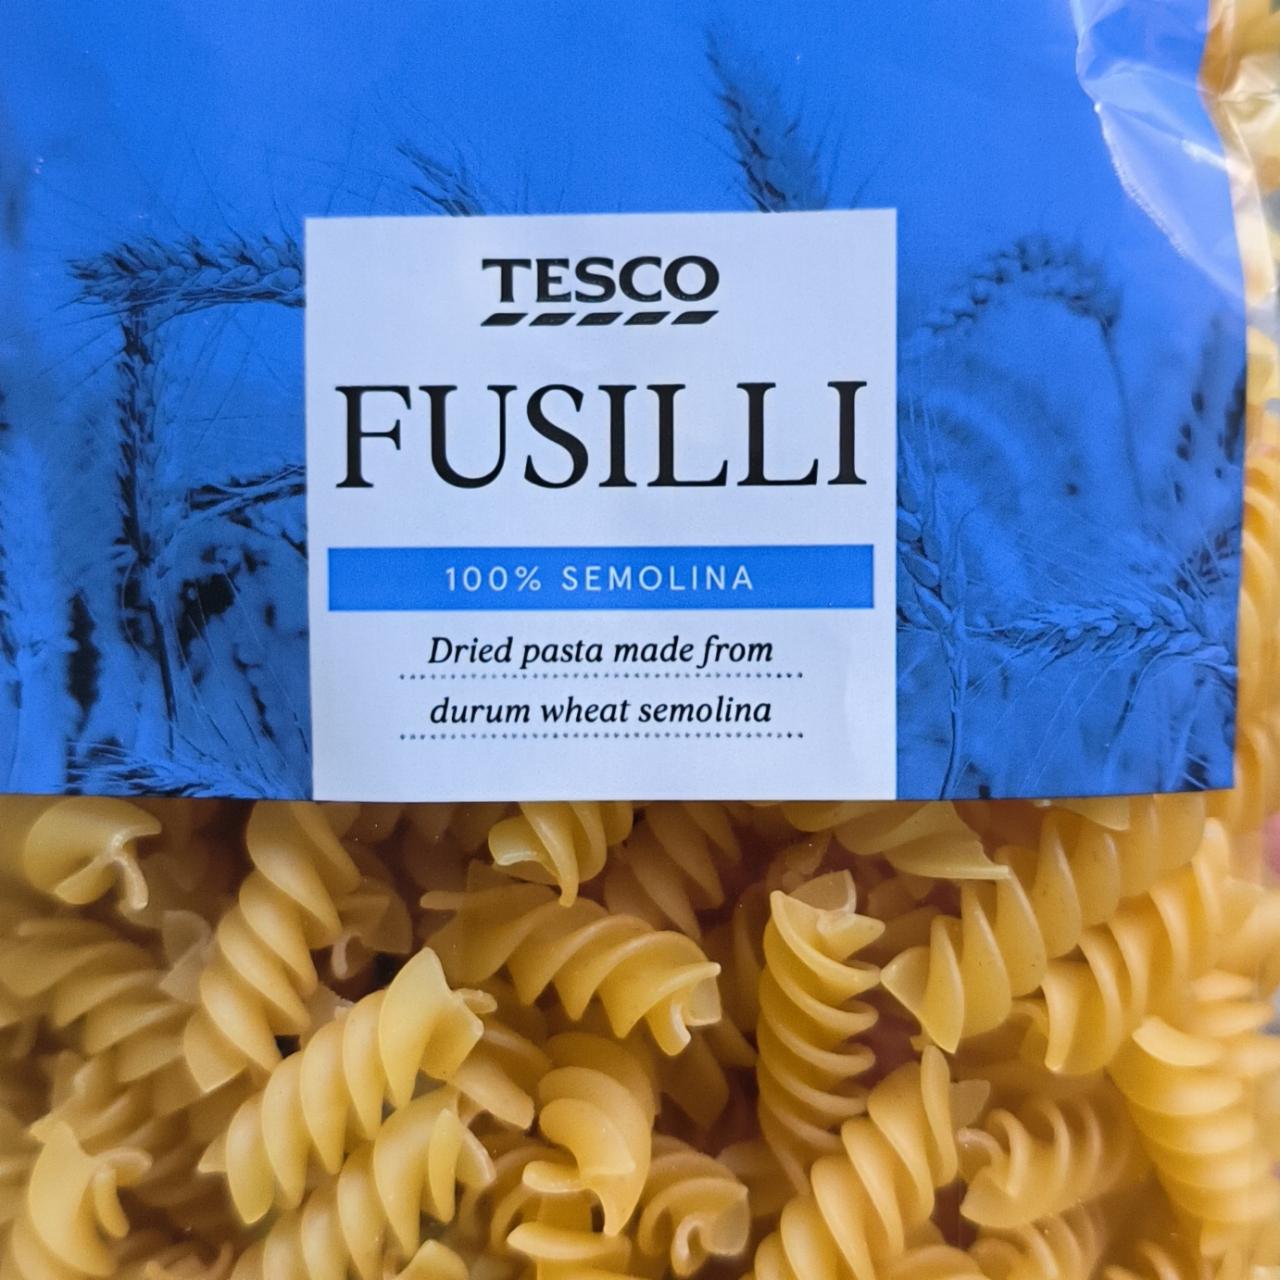 TESCO
FUSILLI
100% SEMOLINA
Dried pasta made from
durum wheat semolina